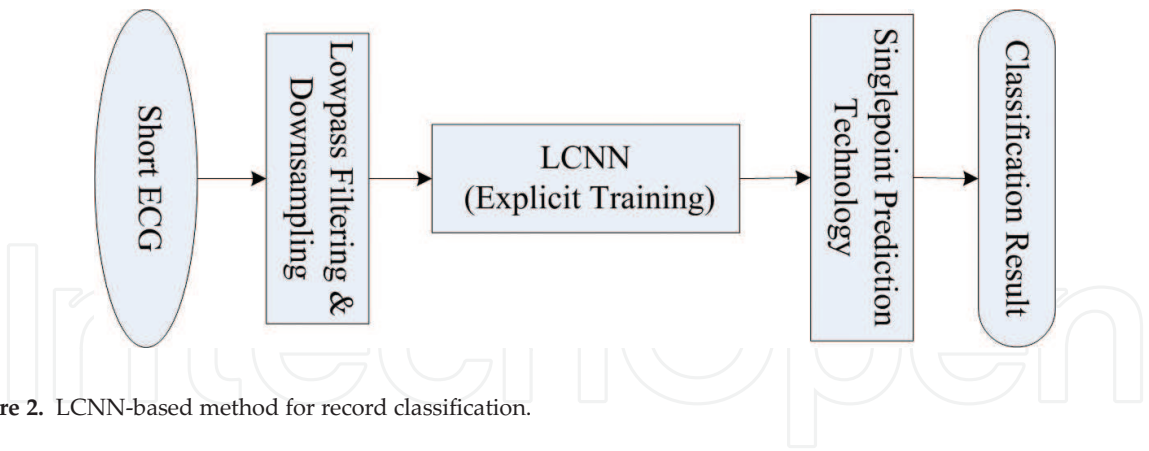 Short ECG
Lowpass Filtering &
Downsampling
LCNN
(Explicit Training)
Singlepoint Prediction
Technology
Classification Result
IntechOpen
re 2. LCNN-based method for record classification.